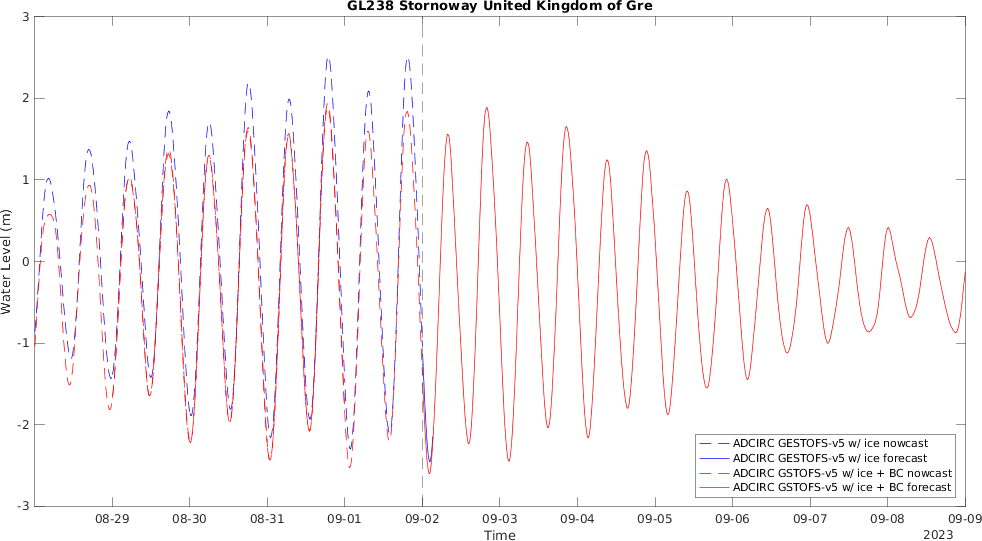 GL238 Stornoway United Kingdom of Gre
3
2
1
0
-1
-2
-3
Water Level (m)
ADCIRC GESTOFS-v5 w/ ice nowcast
ADCIRC GESTOFS-v5 w/ ice forecast
ADCIRC GSTOFS-v5 w/ ice + BC nowcast
ADCIRC GSTOFS-v5 w/ ice + BC forecast
08-29 08-30 08-31 09-01 09-02 09-03 09-04 09-05 09-06 09-07 09-08 09-09
Time 2023